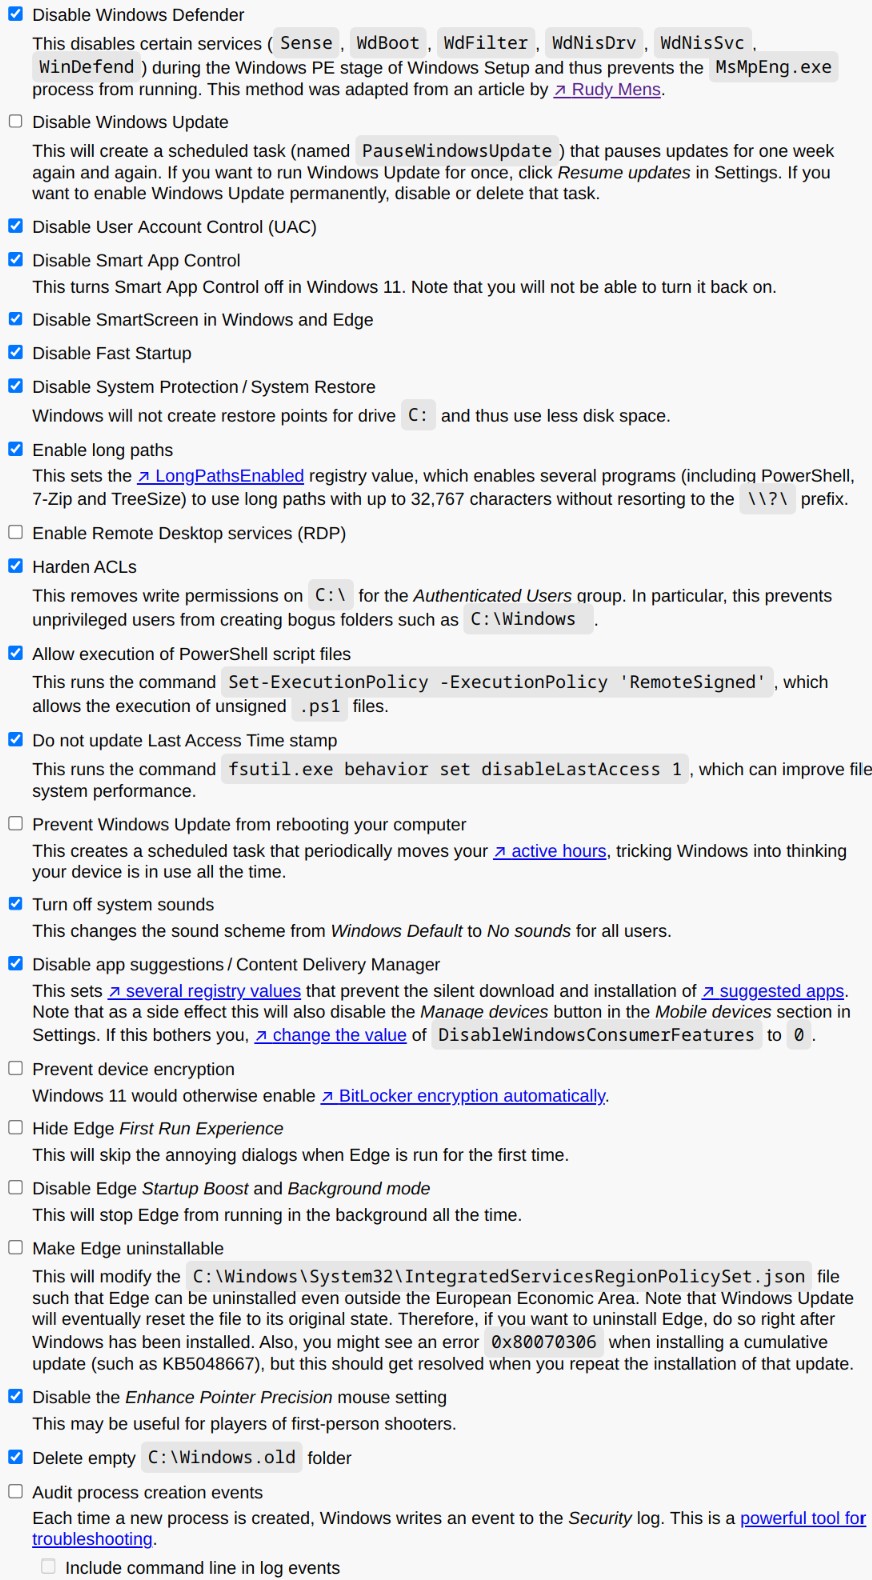 Disable Windows Defender
This disables certain services ( Sense , WdBoot , WdFilter , WdNisDrv , WdNisSvc ,
WinDefend ) during the Windows PE stage of Windows Setup and thus prevents the MsMpEng.exe
process from running. This method was adapted from an article by ↗ Rudy Mens.
Disable Windows Update
This will create a scheduled task (named PauseWindowsUpdate ) that pauses updates for one week
again and again. If you want to run Windows Update for once, click Resume updates in Settings. If you
want to enable Windows Update permanently, disable or delete that task.
Disable User Account Control (UAC)
Disable Smart App Control
This turns Smart App Control off in Windows 11. Note that you will not be able to turn it back on.
Disable SmartScreen in Windows and Edge
Disable Fast Startup
Disable System Protection / System Restore
Windows will not create restore points for drive C: and thus use less disk space.
Enable long paths
This sets the ↗ LongPathsEnabled registry value, which enables several programs (including PowerShell,
7-Zip and TreeSize) to use long paths with up to 32,767 characters without resorting to the \\?\ prefix.
Enable Remote Desktop services (RDP)
Harden ACLs
This removes write permissions on C:\ for the Authenticated Users group. In particular, this prevents
unprivileged users from creating bogus folders such as C:\Windows .
Allow execution of PowerShell script files
This runs the command Set-ExecutionPolicy -ExecutionPolicy 'RemoteSigned' , which
allows the execution of unsigned .ps1 files.
Do not update Last Access Time stamp
This runs the command fsutil.exe behavior set disableLastAccess 1 , which can improve file
system performance.
Prevent Windows Update from rebooting your computer
This creates a scheduled task that periodically moves your ↗ active hours, tricking Windows into thinking
your device is in use all the time.
Turn off system sounds
This changes the sound scheme from Windows Default to No sounds for all users.
Disable app suggestions / Content Delivery Manager
This sets ↗ several registry values that prevent the silent download and installation of ↗ suggested apps.
Note that as a side effect this will also disable the Manage devices button in the Mobile devices section in
Settings. If this bothers you, ↗ change the value of DisableWindowsConsumerFeatures to 0 .
Prevent device encryption
Windows 11 would otherwise enable ↗ BitLocker encryption automatically.
Hide Edge First Run Experience
This will skip the annoying dialogs when Edge is run for the first time.
Disable Edge Startup Boost and Background mode
This will stop Edge from running in the background all the time.
Make Edge uninstallable
This will modify the C:\Windows\System32\IntegratedServicesRegionPolicySet.json file
such that Edge can be uninstalled even outside the European Economic Area. Note that Windows Update
will eventually reset the file to its original state. Therefore, if you want to uninstall Edge, do so right after
Windows has been installed. Also, you might see an error 0x80070306 when installing a cumulative
update (such as KB5048667), but this should get resolved when you repeat the installation of that update.
Disable the Enhance Pointer Precision mouse setting
This may be useful for players of first-person shooters.
Delete empty C:\Windows.old folder
Audit process creation events
Each time a new process is created, Windows writes an event to the Security log. This is a powerful tool for
troubleshooting.
Include command line in log events